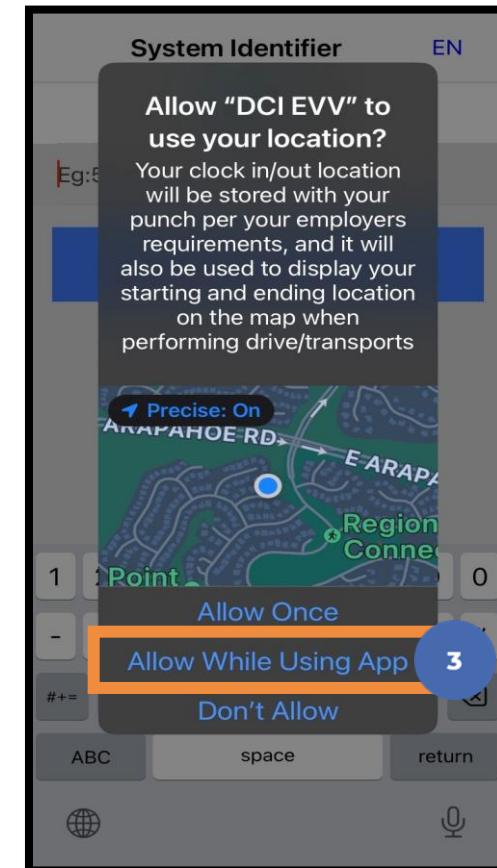 System Identifier EN
Allow “DCI EVV” to
use your location?
Your clock in/out location
will be stored with your
punch per your employers
requirements, and it will
also be used to display your
starting and ending location
on the map when
performing drive/transports
Eg:5
Precise: On
ARAPAHOE RD
E ARAPA
Region
Conne
Point
1 0
Allow Once
-
Allow While Using App 3
#+=
Don’t Allow
ABC space return